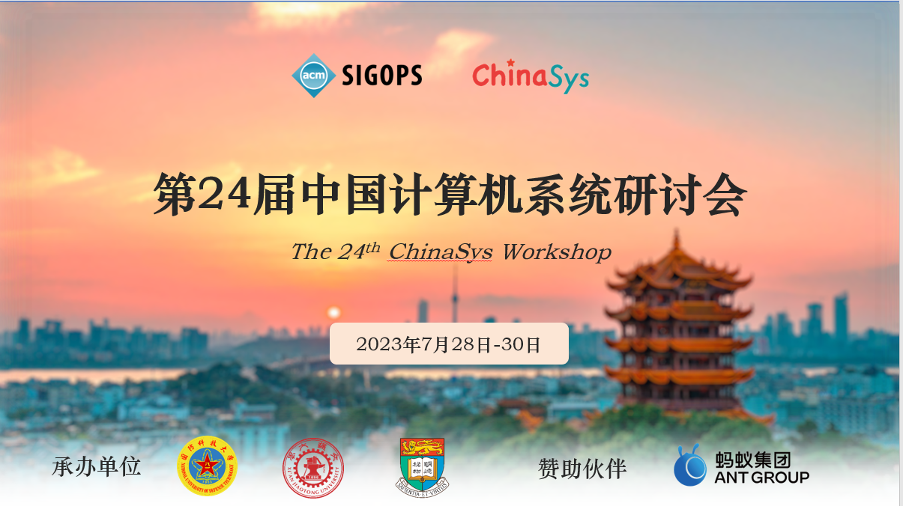 acm SIGOPS
ChinaSys
第24届中国计算机系统研讨会
The 24th ChinaSys Workshop
2023年7月28日-30日
承办单位
赞助伙伴
蚂蚁集团
ANT GROUP